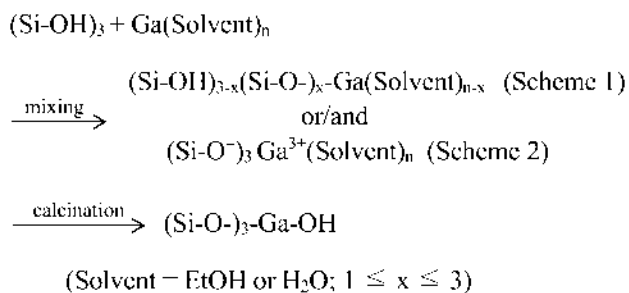 (Si-OH)₃ + Ga(Solvent)ₙ
(Si-OH)₃₋ₓ(Si-O-)ₓ-Ga(Solvent)ₙ₋ₓ (Scheme 1)
mixing
or/and
(Si-O⁻)₃ Ga³⁺(Solvent)ₙ (Scheme 2)
calcination (Si-O-)₃-Ga-OH
(Solvent = EtOH or H₂O; 1 ≤ x ≤ 3)